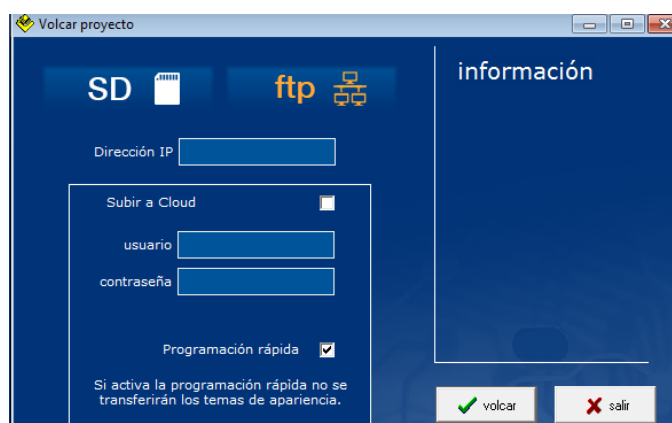 Volcar proyecto
SD
ftp
información
Dirección IP
Subir a Cloud
usuario
contraseña
Programación rápida
Si activa la programación rápida no se
transferirán los temas de apariencia.
volcar
salir